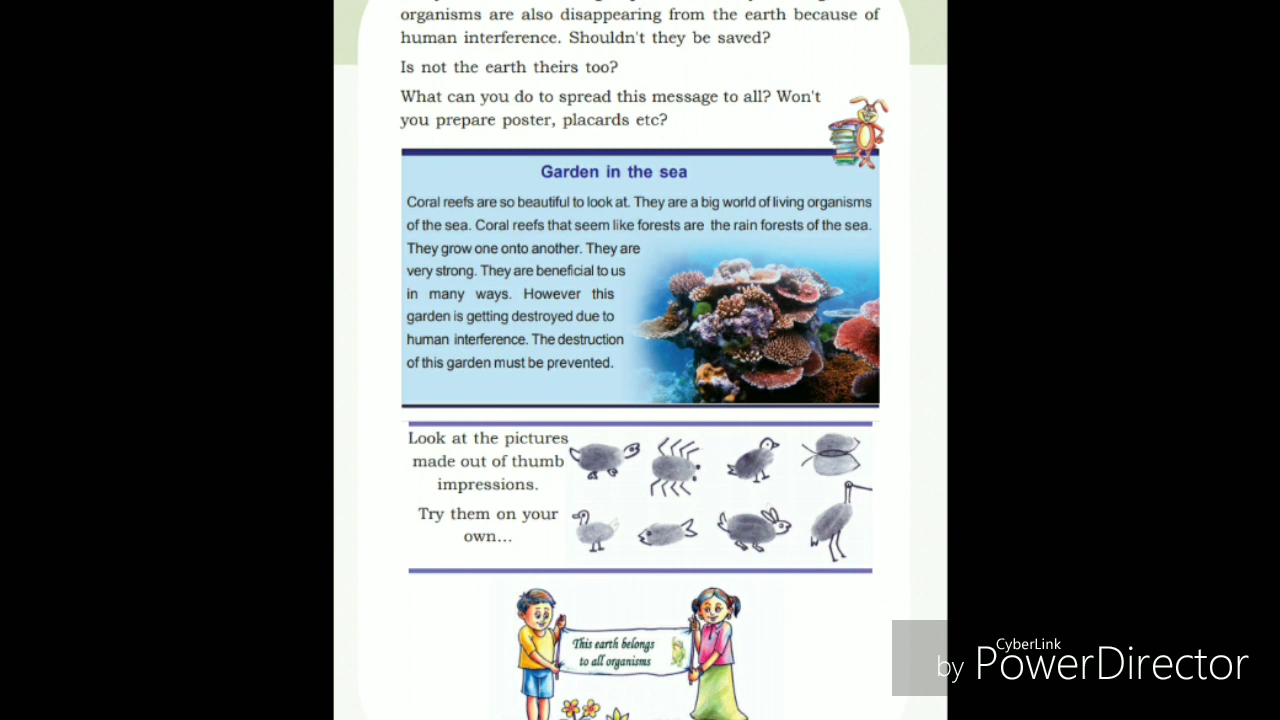 organisms are also disappearing from the earth because of
human interference. Shouldn't they be saved?
Is not the earth theirs too?
What can you do to spread this message to all? Won't
you prepare poster, placards etc?
Garden in the sea
Coral reefs are so beautiful to look at. They are a big world of living organisms
of the sea. Coral reefs that seem like forests are the rain forests of the sea.
They grow one onto another. They are
very strong. They are beneficial to us
in many ways. However this
garden is getting destroyed due to
human interference. The destruction
of this garden must be prevented.
Look at the pictures
made out of thumb
impressions.
Try them on your
own...
This earth belongs
to all organisms
CyberLink
by PowerDirector